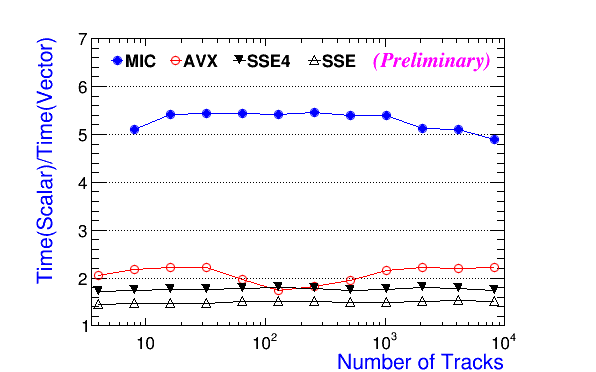 Time(Scalar)/Time(Vector)
7
MIC AVX SSE4 SSE (Preliminary)
6
5
4
3
2
1
10 10² 10³ 10⁴
Number of Tracks